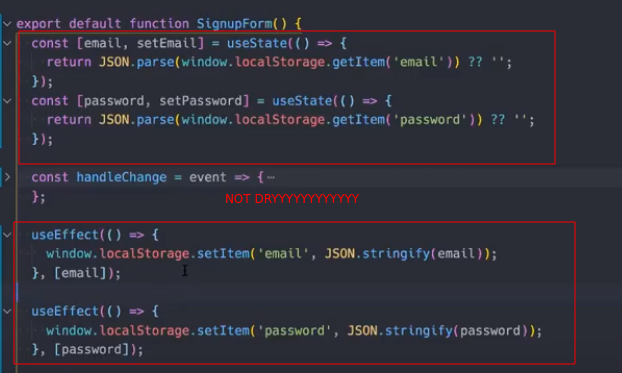 export default function SignupForm() {
const [email, setEmail] = useState(() => {
return JSON.parse(window.localStorage.getItem('email')) ?? '';
});
const [password, setPassword] = useState(() => {
return JSON.parse(window.localStorage.getItem('password')) ?? '';
});
const handleChange = event => {⋯
};
NOT DRYYYYYYYYYYYY
useEffect(() => {
window.localStorage.setItem('email', JSON.stringify(email));
}, [email]);
useEffect(() => {
window.localStorage.setItem('password', JSON.stringify(password));
}, [password]);